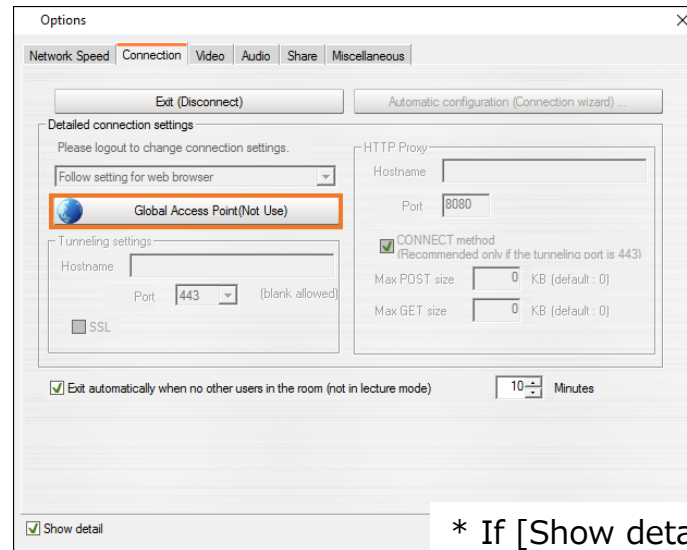 Options
Network Speed Connection Video Audio Share Miscellaneous
Exit (Disconnect)
Automatic configuration (Connection wizard) ...
Detailed connection settings
Please logout to change connection settings.
Follow setting for web browser
Global Access Point(Not Use)
Tunneling settings
Hostname
Port 443 (blank allowed)
SSL
HTTP Proxy
Hostname
Port 8080
CONNECT method
(Recommended only if the tunneling port is 443)
Max POST size 0 KB (default : 0)
Max GET size 0 KB (default : 0)
Exit automatically when no other users in the room (not in lecture mode) 10 Minutes
Show detail
* If [Show deta